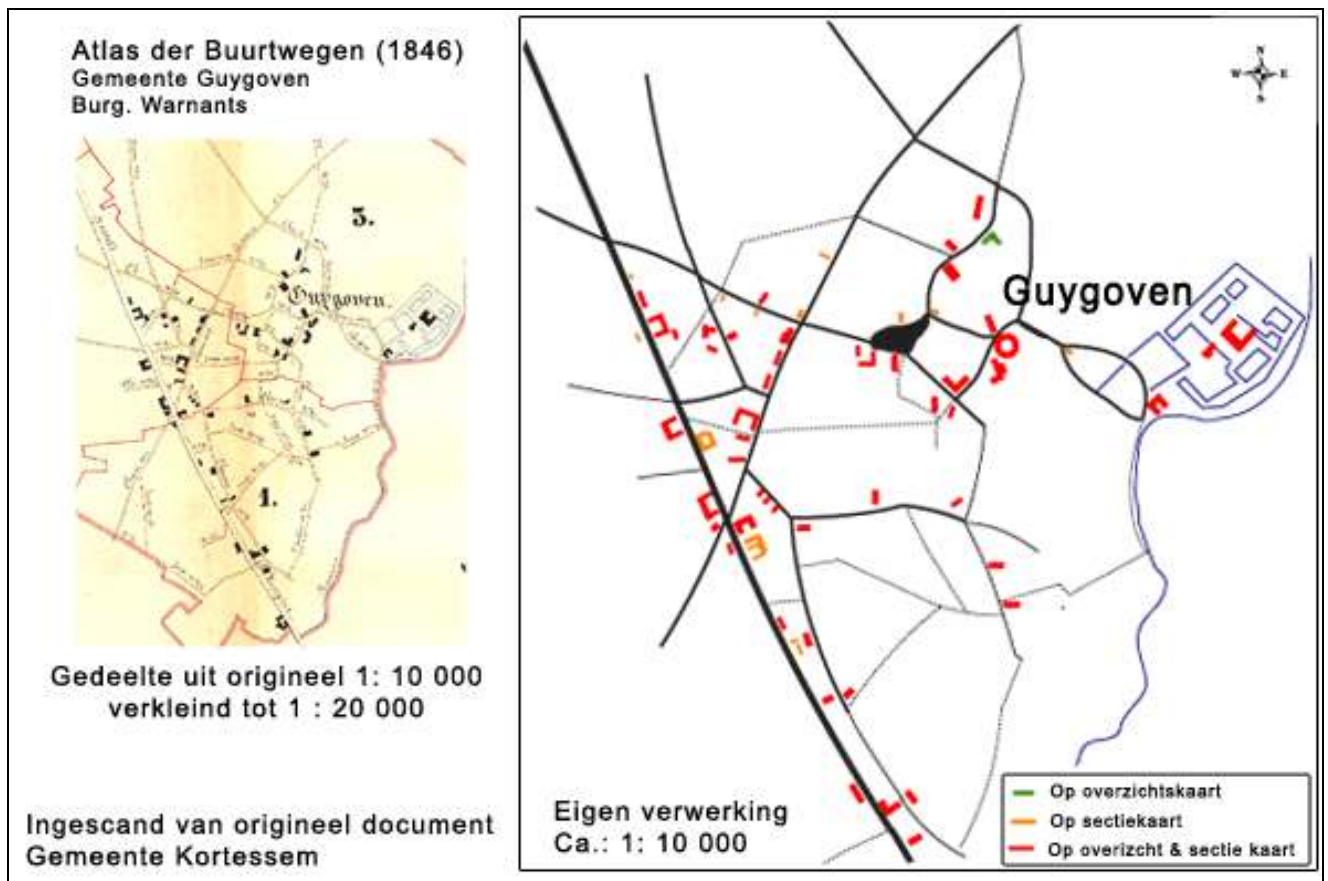 Atlas der Buurtwegen (1846)
Gemeente Guygoven
Burg. Warnants
3.
Guygoven.
1.
Gedeelte uit origineel 1: 10 000
verkleind tot 1 : 20 000
Ingescand van origineel document
Gemeente Kortessem
N
W E
S
Guygoven
Eigen verwerking
Ca.: 1: 10 000
Op overzichtskaart
Op sectiekaart
Op overizcht & sectie kaart